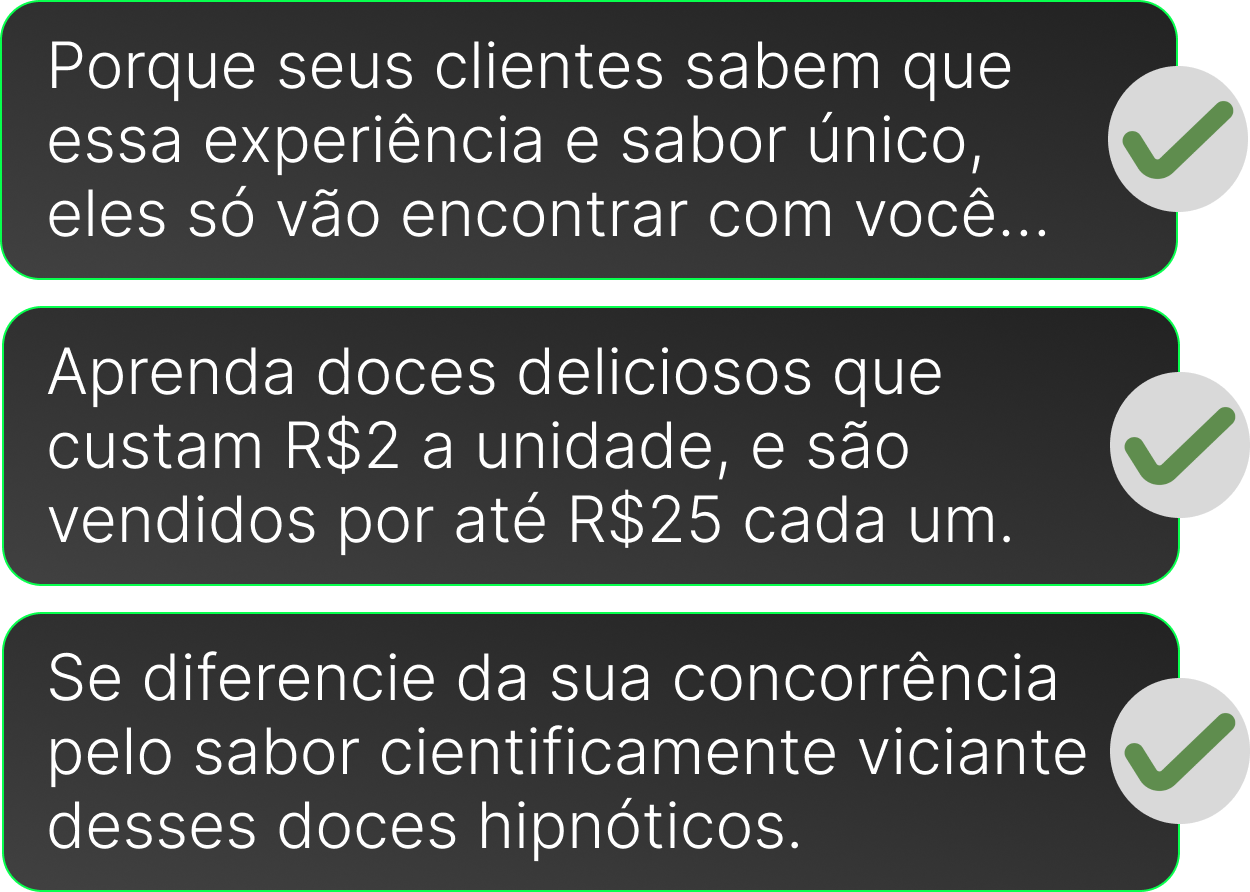 Porque seus clientes sabem que
essa experiência e sabor único,
eles só vão encontrar com você...
Aprenda doces deliciosos que
custam R$2 a unidade, e são
vendidos por até R$25 cada um.
Se diferencie da sua concorrência
pelo sabor cientificamente viciante
desses doces hipnóticos.